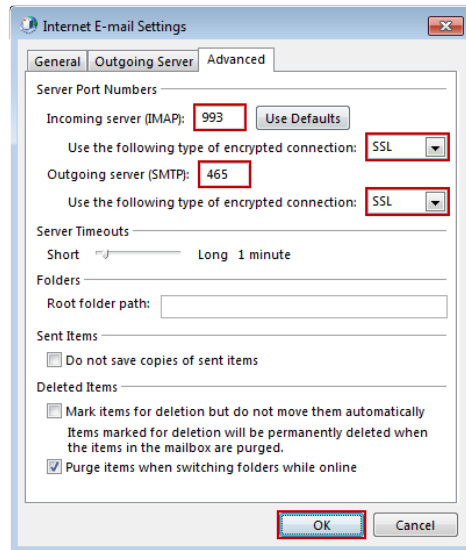 Internet E-mail Settings
General Outgoing Server Advanced
Server Port Numbers
Incoming server (IMAP): 993 Use Defaults
Use the following type of encrypted connection: SSL
Outgoing server (SMTP): 465
Use the following type of encrypted connection: SSL
Server Timeouts
Short Long 1 minute
Folders
Root folder path:
Sent Items
Do not save copies of sent items
Deleted Items
Mark items for deletion but do not move them automatically
Items marked for deletion will be permanently deleted when
the items in the mailbox are purged.
Purge items when switching folders while online
OK Cancel